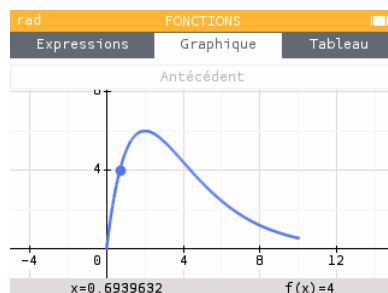 rad FONCTIONS
Expressions Graphique Tableau
Antécédent
4
-4 0 4 8 12
x=0.6939632 f(x)=4